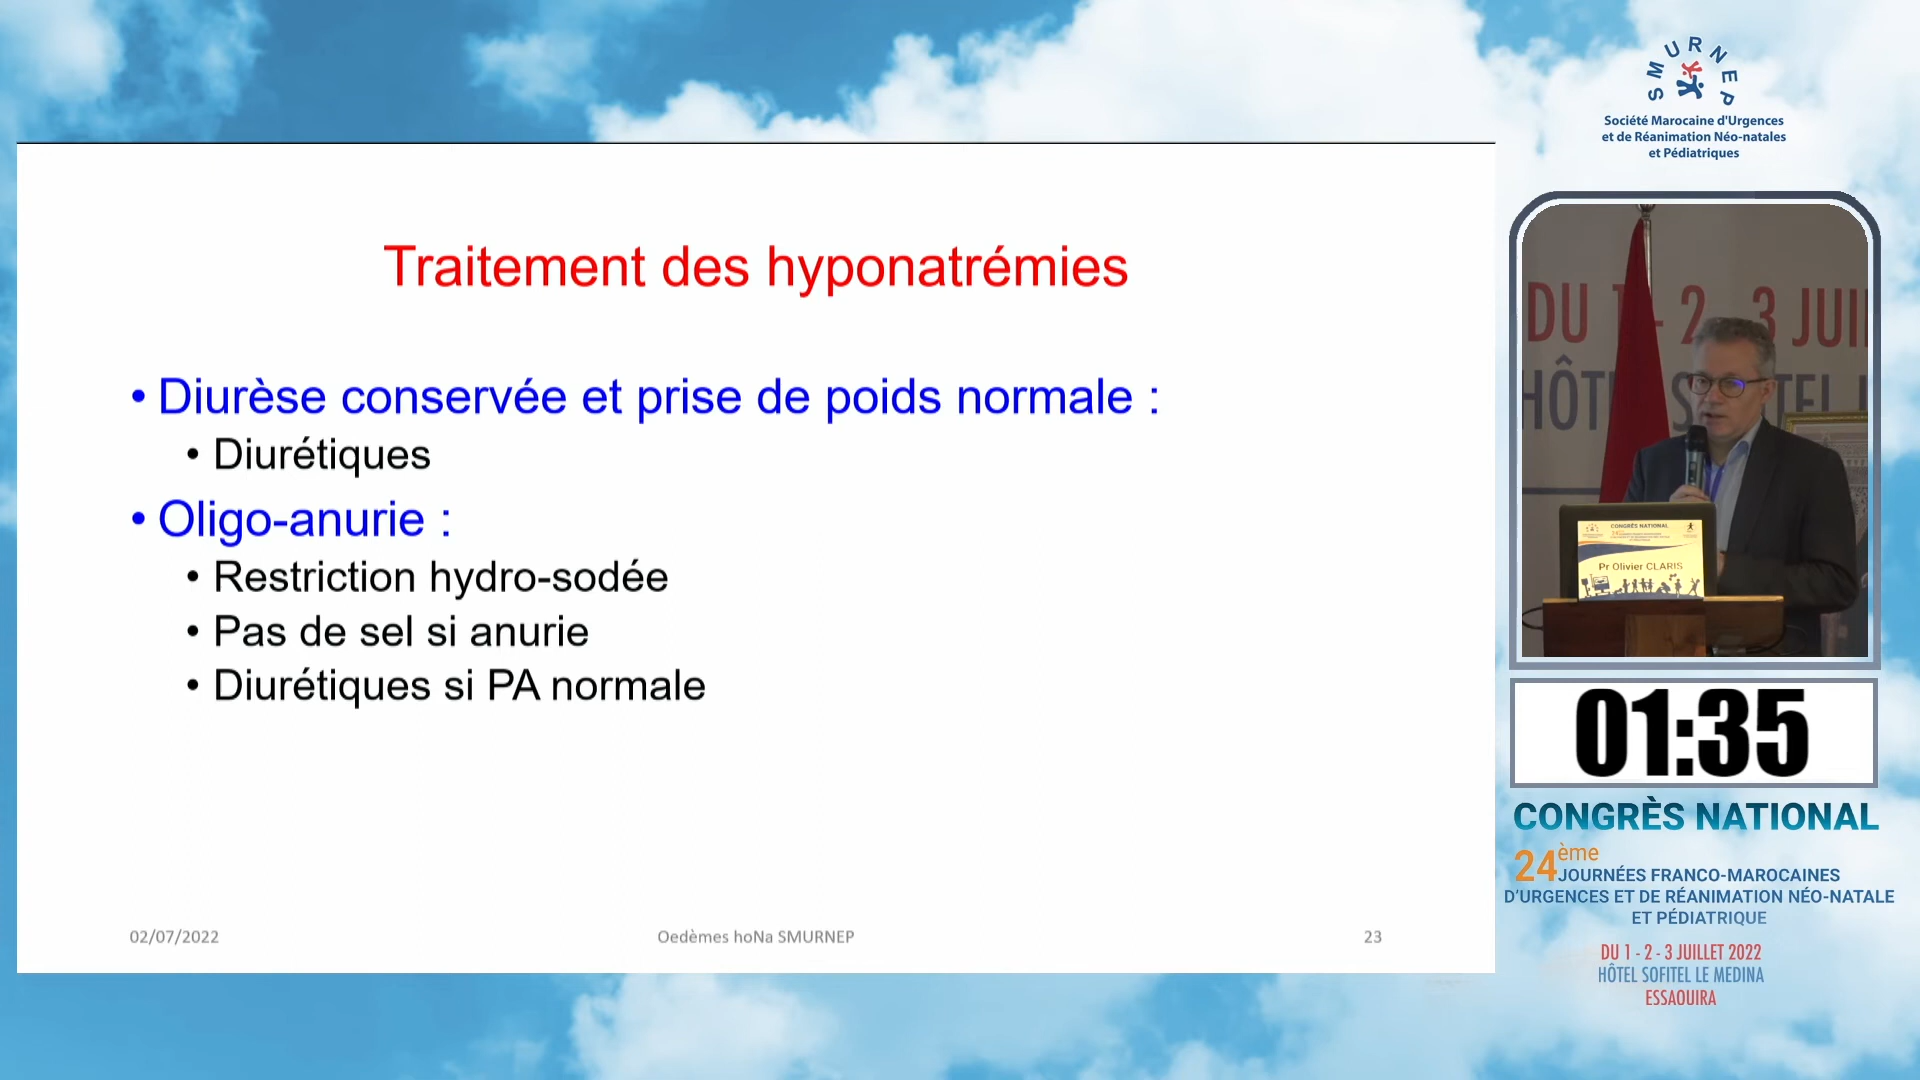 Traitement des hyponatrémies
• Diurèse conservée et prise de poids normale :
• Diurétiques
• Oligo-anurie :
• Restriction hydro-sodée
• Pas de sel si anurie
• Diurétiques si PA normale
02/07/2022
Oedèmes hoNa SMURNEP
23
SMURNEP
Société Marocaine d'Urgences
et de Réanimation Néo-natales
et Pédiatriques
DU 1 - 2 - 3 JUI
HÔT SOFITEL L
CONGRÈS NATIONAL
Pr Olivier CLARIS
01:35
CONGRÈS NATIONAL
24ème
JOURNÉES FRANCO-MAROCAINES
D'URGENCES ET DE RÉANIMATION NÉO-NATALE
ET PÉDIATRIQUE
DU 1 - 2 - 3 JUILLET 2022
HÔTEL SOFITEL LE MEDINA
ESSAOUIRA